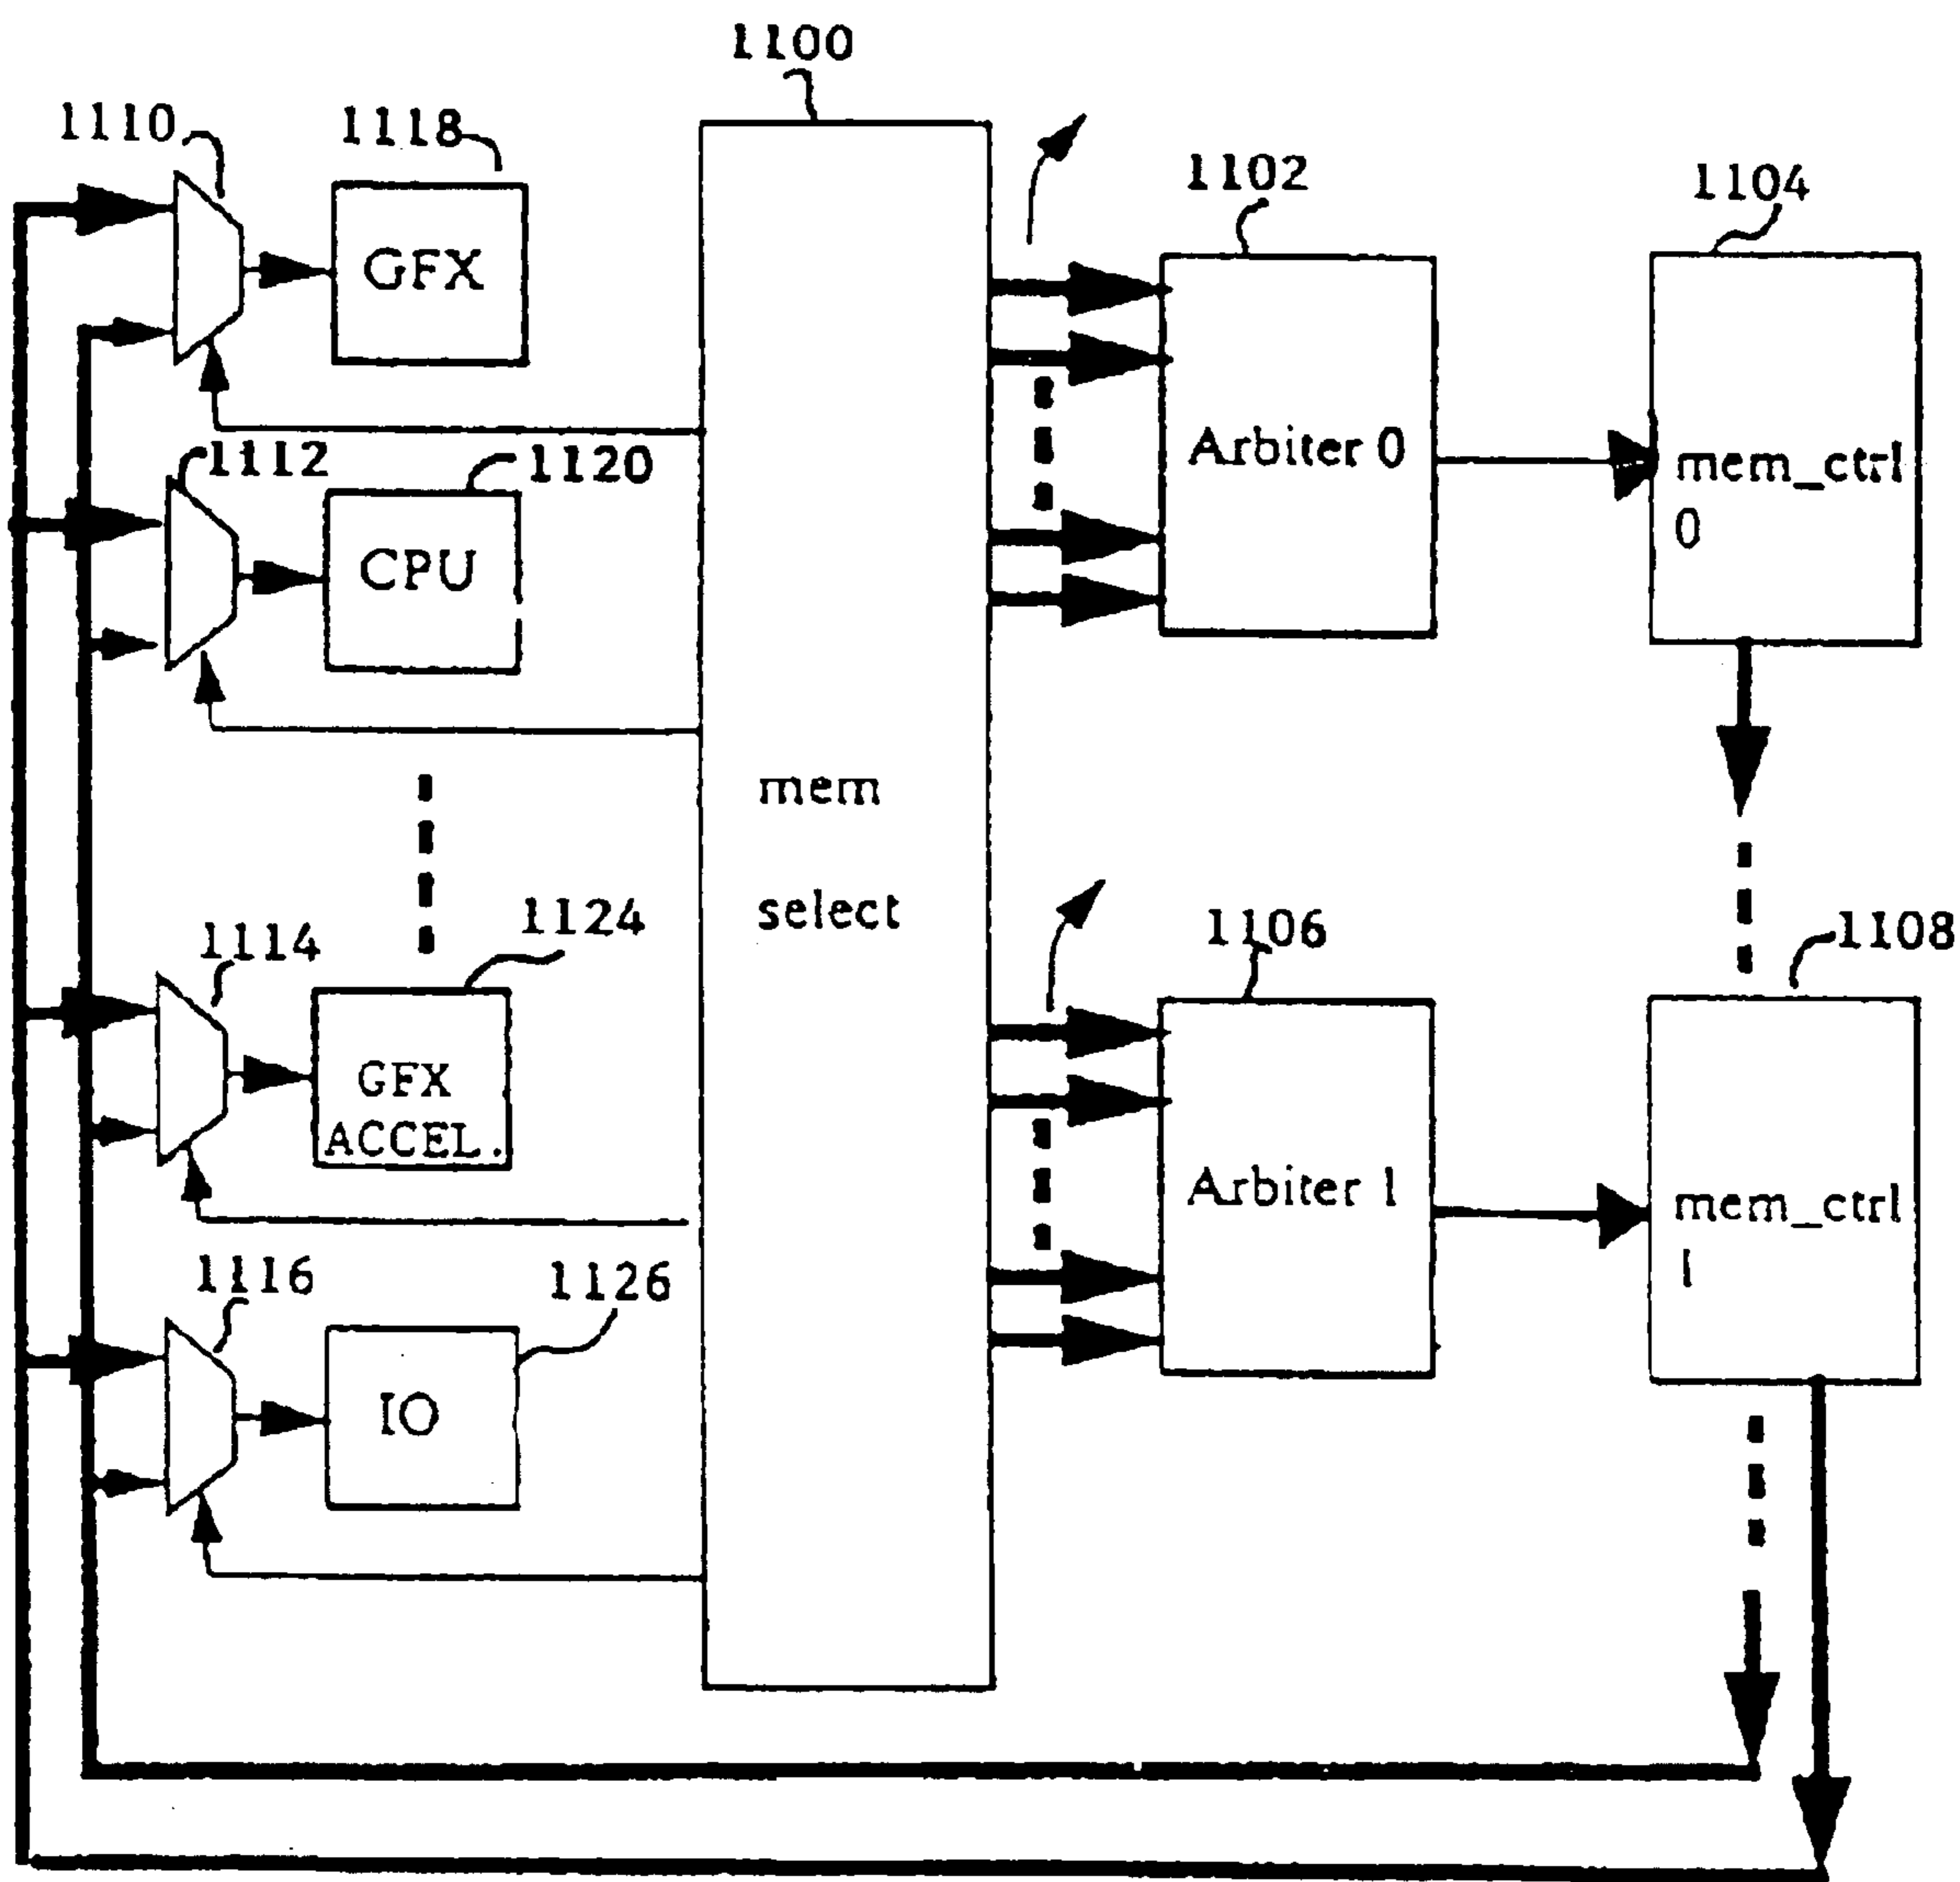 1100
1110
1118
1102
1104
GFX
1112
1120
Arbiter 0
mem_ctrl
0
CPU
mem
select
1114
1124
1106
1108
GFX
ACCEL.
Arbiter 1
mem_ctrl
1
1116
1126
IO